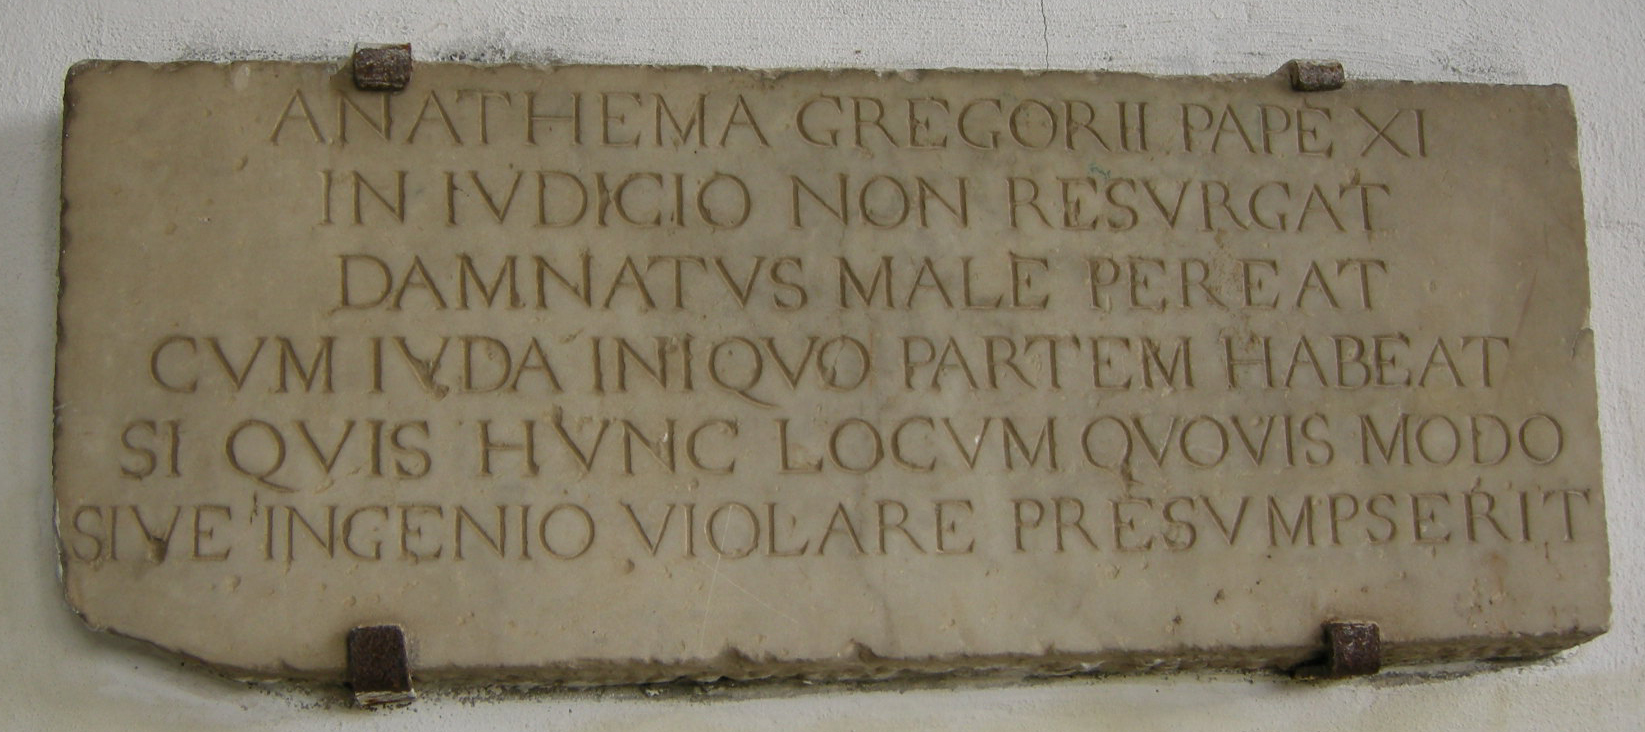 ANATHEMA GREGORII PAPE XI
IN IVDICIO NON RESVRGAT
DAMNATVS MALE PEREAT
CVM IVDA INIQVO PARTEM HABEAT
SI QVIS HVNC LOCVM QVOVIS MODO
SIVE INGENIO VIOLARE PRESVMPSERIT